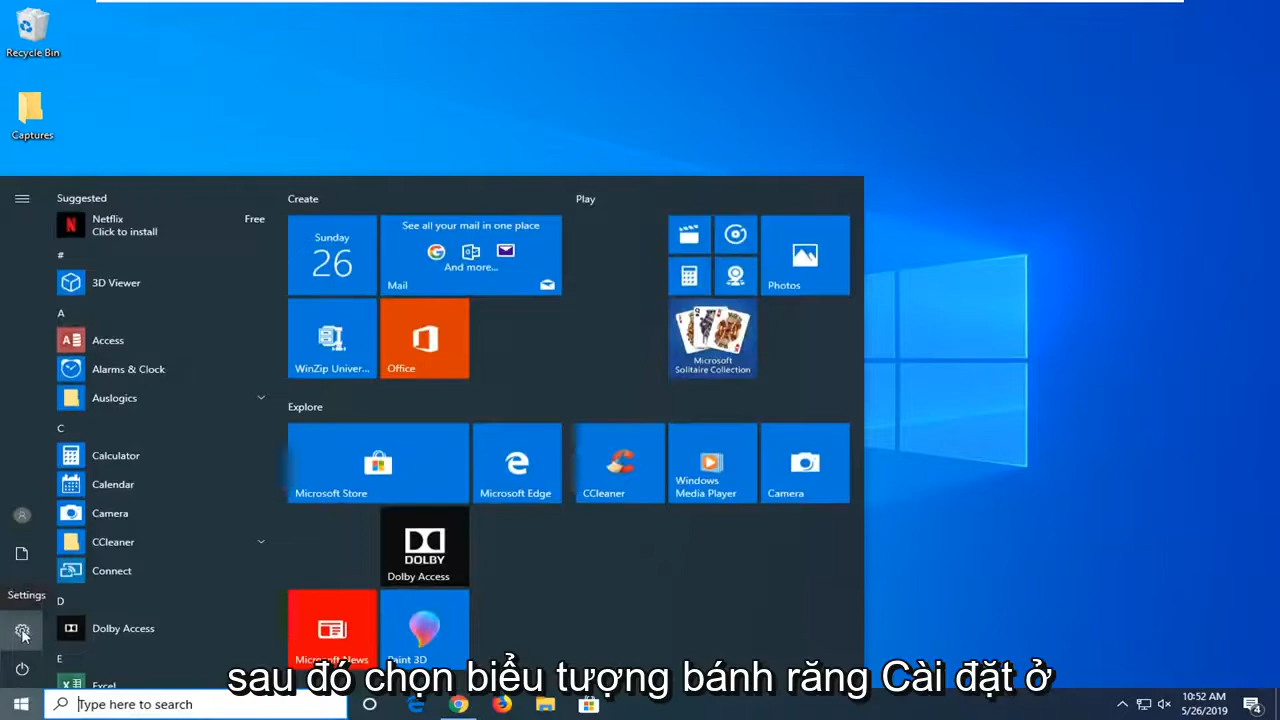 Recycle Bin
Captures
Suggested
Netflix
Click to install
Free
#
3D Viewer
A
Access
Alarms & Clock
Auslogics
C
Calculator
Calendar
Camera
CCleaner
Connect
D
Dolby Access
E
Excel
Settings
Create
Sunday
26
See all your mail in one place
And more...
Mail
WinZip Univer...
Office
Play
Photos
Microsoft
Solitaire Collection
Explore
Microsoft Store
Microsoft Edge
CCleaner
Windows
Media Player
Camera
DOLBY
Dolby Access
Microsoft News
Paint 3D
sau đó chọn biểu tượng bánh răng Cài đặt ở
Type here to search
10:52 AM
5/26/2019
4